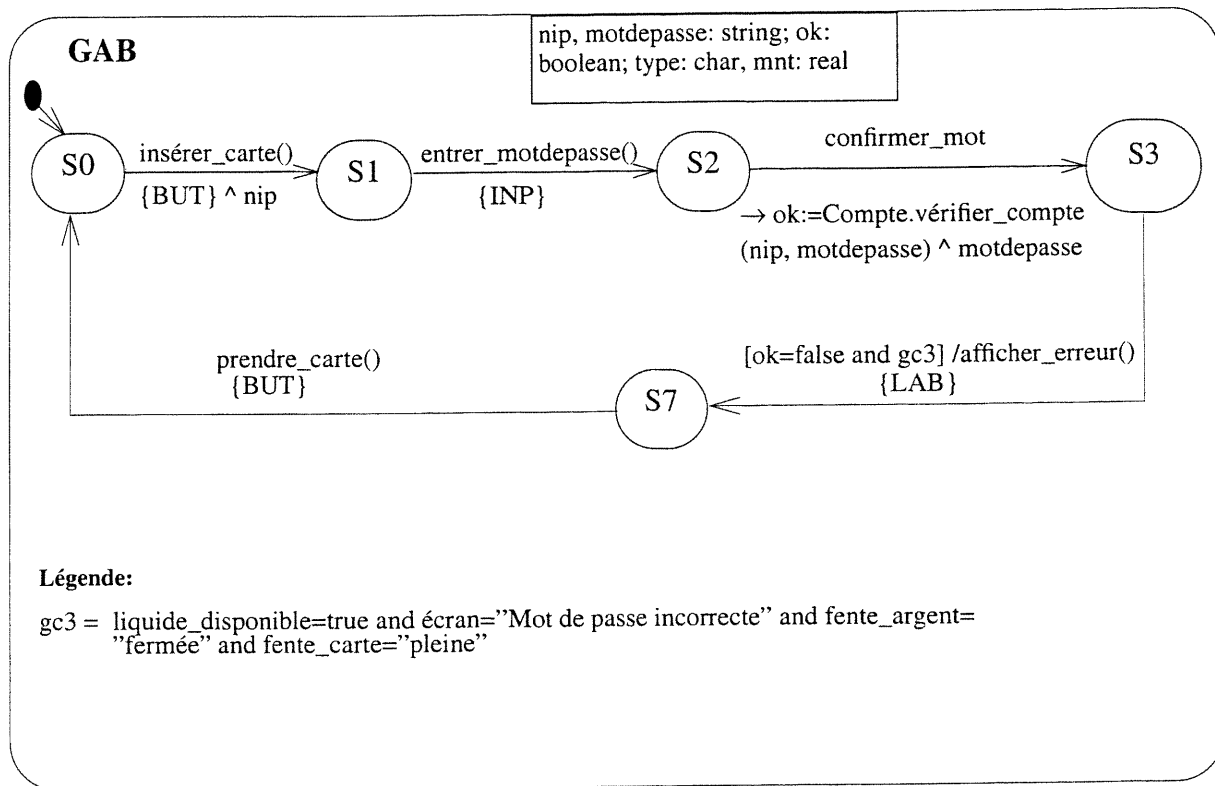 GAB
nip, motdepasse: string; ok:
boolean; type: char, mnt: real
S0
insérer_carte()
{BUT} ^ nip
S1
entrer_motdepasse()
{INP}
S2
confirmer_mot
→ ok:=Compte.vérifier_compte
(nip, motdepasse) ^ motdepasse
S3
[ok=false and gc3] /afficher_erreur()
{LAB}
S7
prendre_carte()
{BUT}
Légende:
gc3 = liquide_disponible=true and écran="Mot de passe incorrecte" and fente_argent=
"fermée" and fente_carte="pleine"